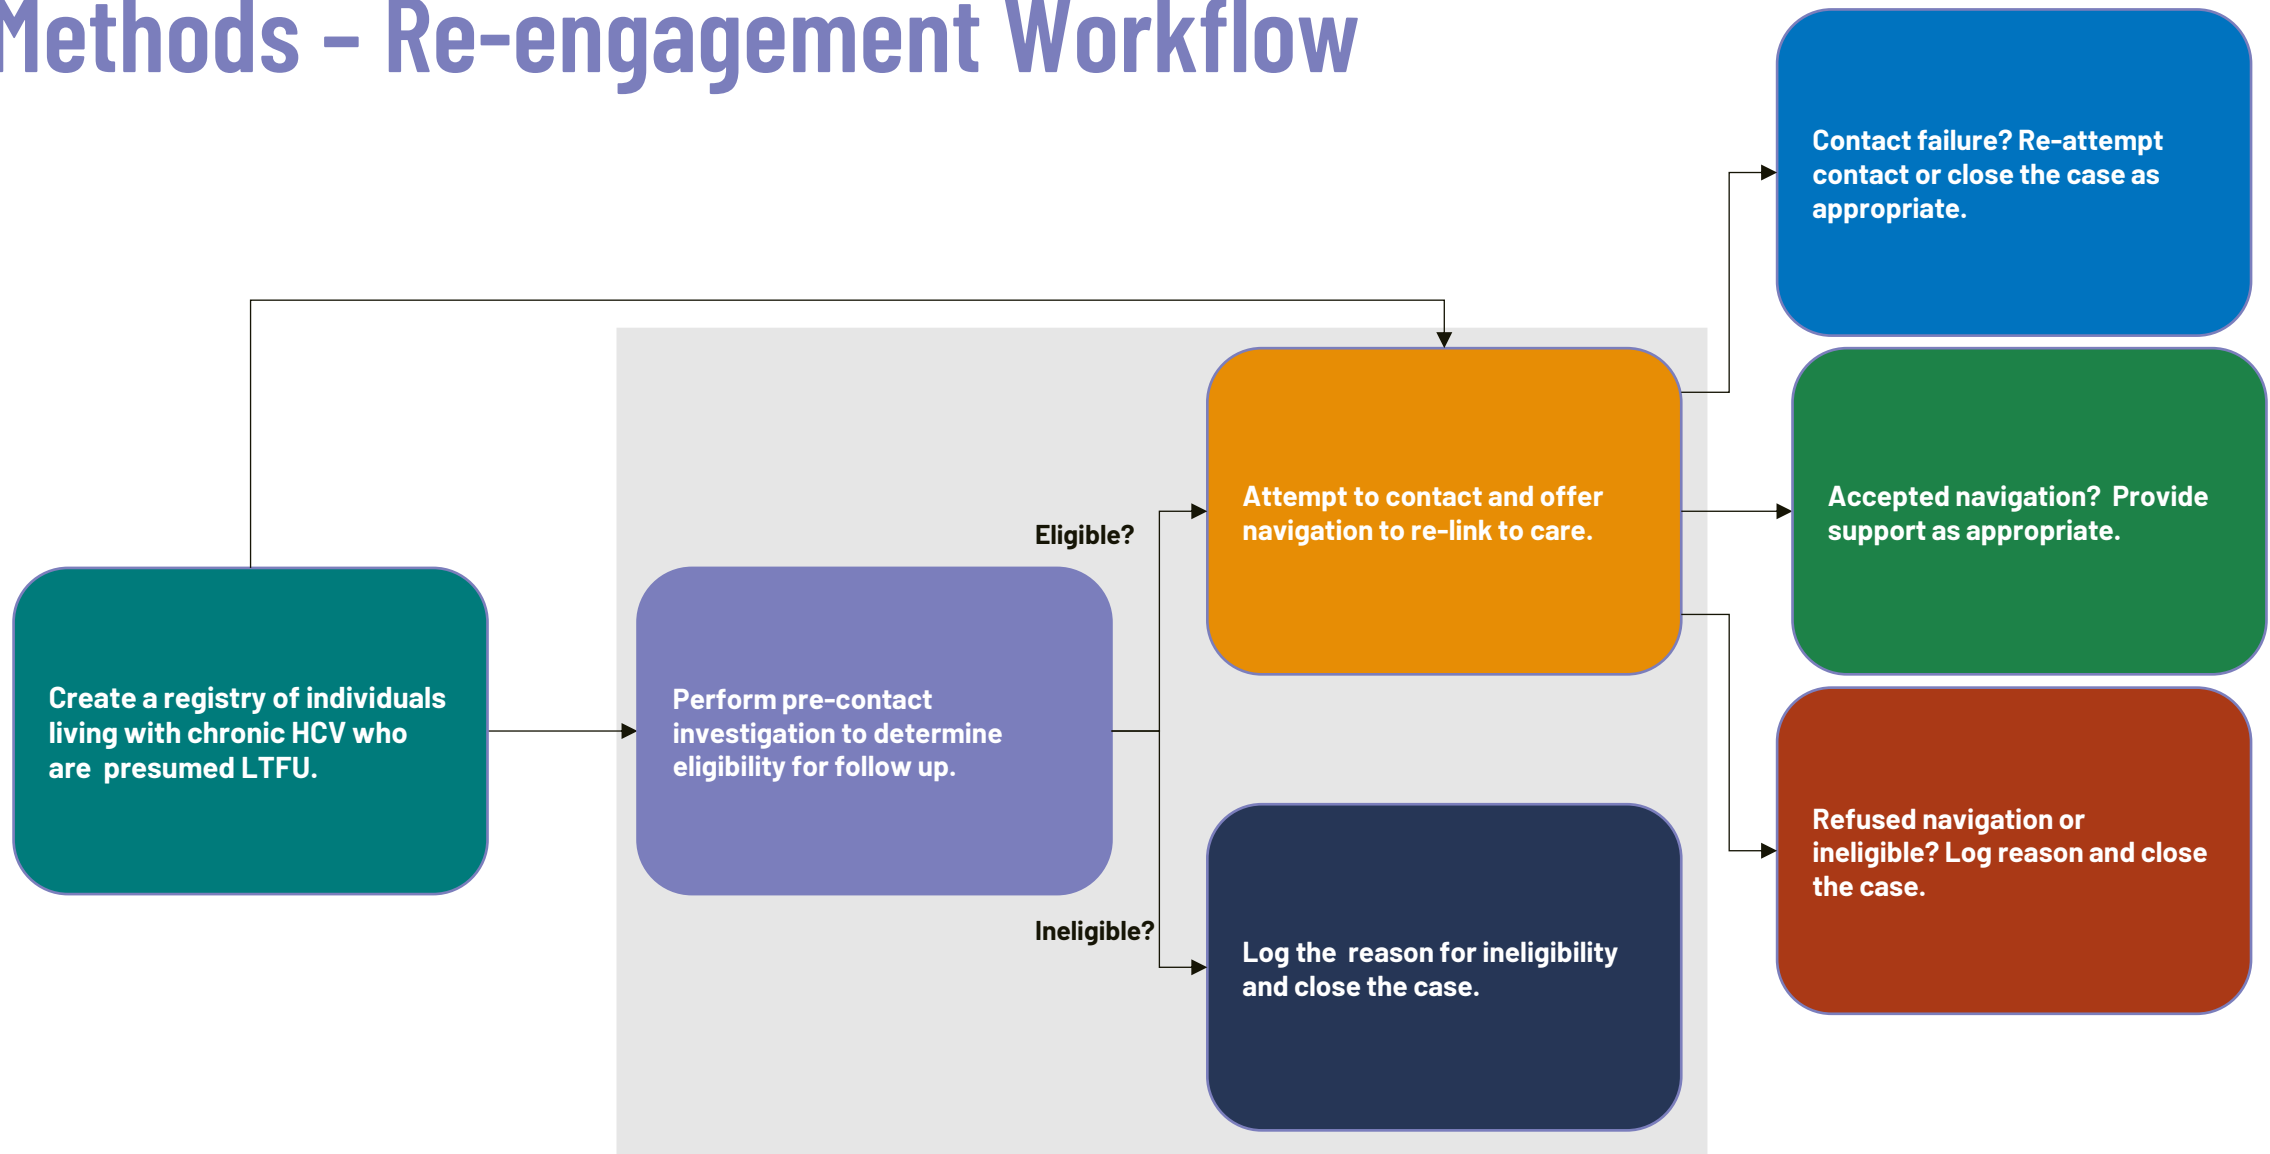 Methods – Re-engagement Workflow
Contact failure? Re-attempt
contact or close the case as
appropriate.
Attempt to contact and offer
navigation to re-link to care.
Accepted navigation?  Provide
support as appropriate.
Eligible?
Create a registry of individuals
living with chronic HCV who
are  presumed LTFU.
Perform pre-contact
investigation to determine
eligibility for follow up.
Refused navigation or
ineligible? Log reason and close
the case.
Ineligible?
Log the  reason for ineligibility
and close the case.